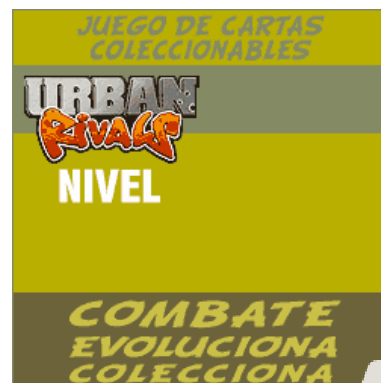 JUEGO DE CARTAS
COLECCIONABLES
URBAN
RIVALS
NIVEL
COMBATE
EVOLUCIONA
COLECCIONA